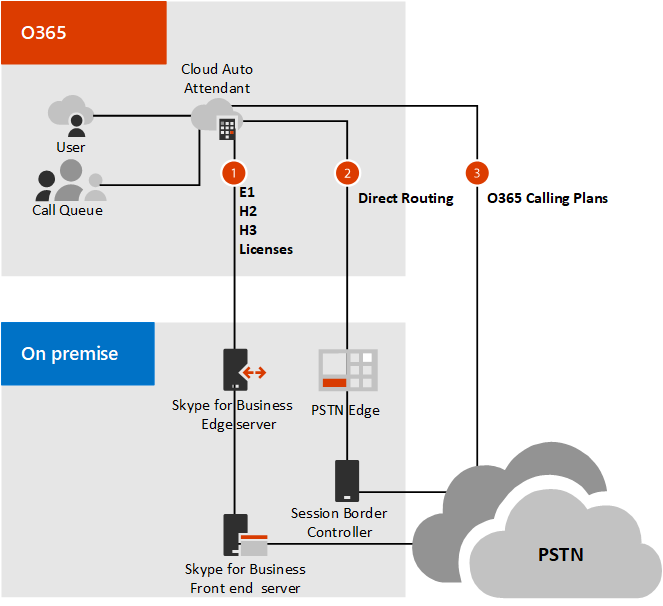 O365
Cloud Auto
Attendant
User
Call Queue
1
E1
H2
H3
Licenses
2
Direct Routing
3
O365 Calling Plans
On premise
Skype for Business
Edge server
PSTN Edge
Session Border
Controller
Skype for Business
Front end server
PSTN